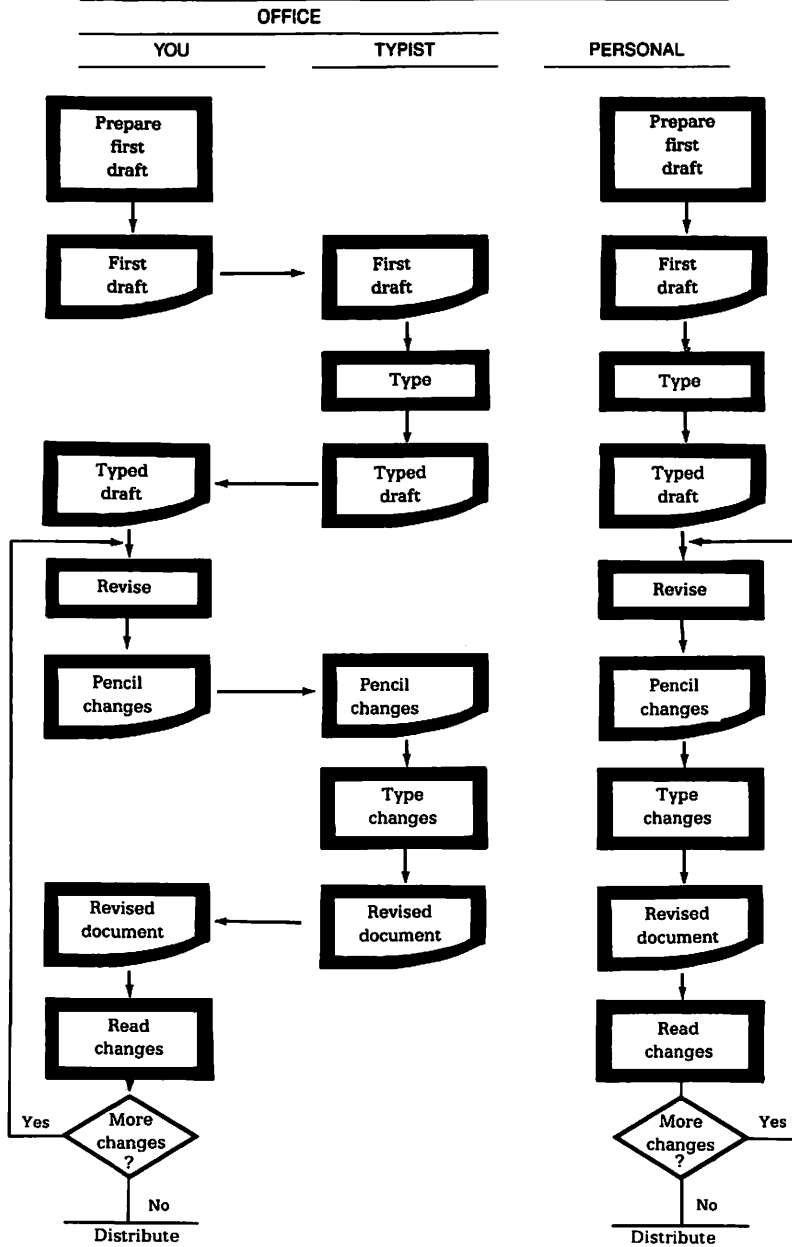 OFFICE
YOU
TYPIST
PERSONAL
Prepare
first
draft
Prepare
first
draft
First
draft
First
draft
First
draft
Type
Type
Typed
draft
Typed
draft
Typed
draft
Revise
Revise
Pencil
changes
Pencil
changes
Pencil
changes
Type
changes
Type
changes
Revised
document
Revised
document
Revised
document
Read
changes
Read
changes
Yes
More
changes
?
More
changes
?
Yes
No
No
Distribute
Distribute